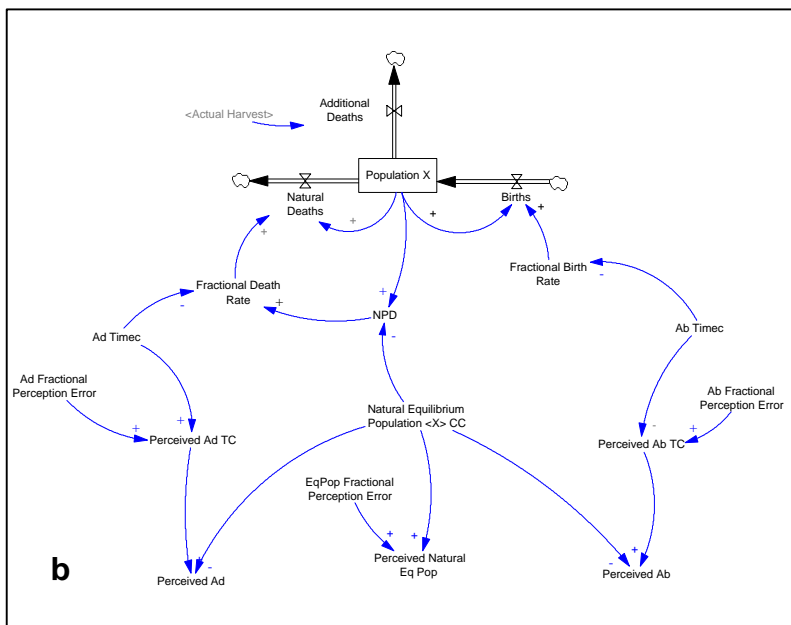 Additional
Deaths
<Actual Harvest>
Population X
Natural
Deaths
Births
+
+
+
+
Fractional Birth
Rate
-
Fractional Death
Rate
+
+
-
NPD
-
Ad Timec
Ab Timec
Ad Fractional
Perception Error
Ab Fractional
Perception Error
Natural Equilibrium
Population <X> CC
+
+
Perceived Ad TC
-
+
Perceived Ab TC
EqPop Fractional
Perception Error
+
+
Perceived Natural
Eq Pop
+
-
Perceived Ad
-
+
Perceived Ab
b